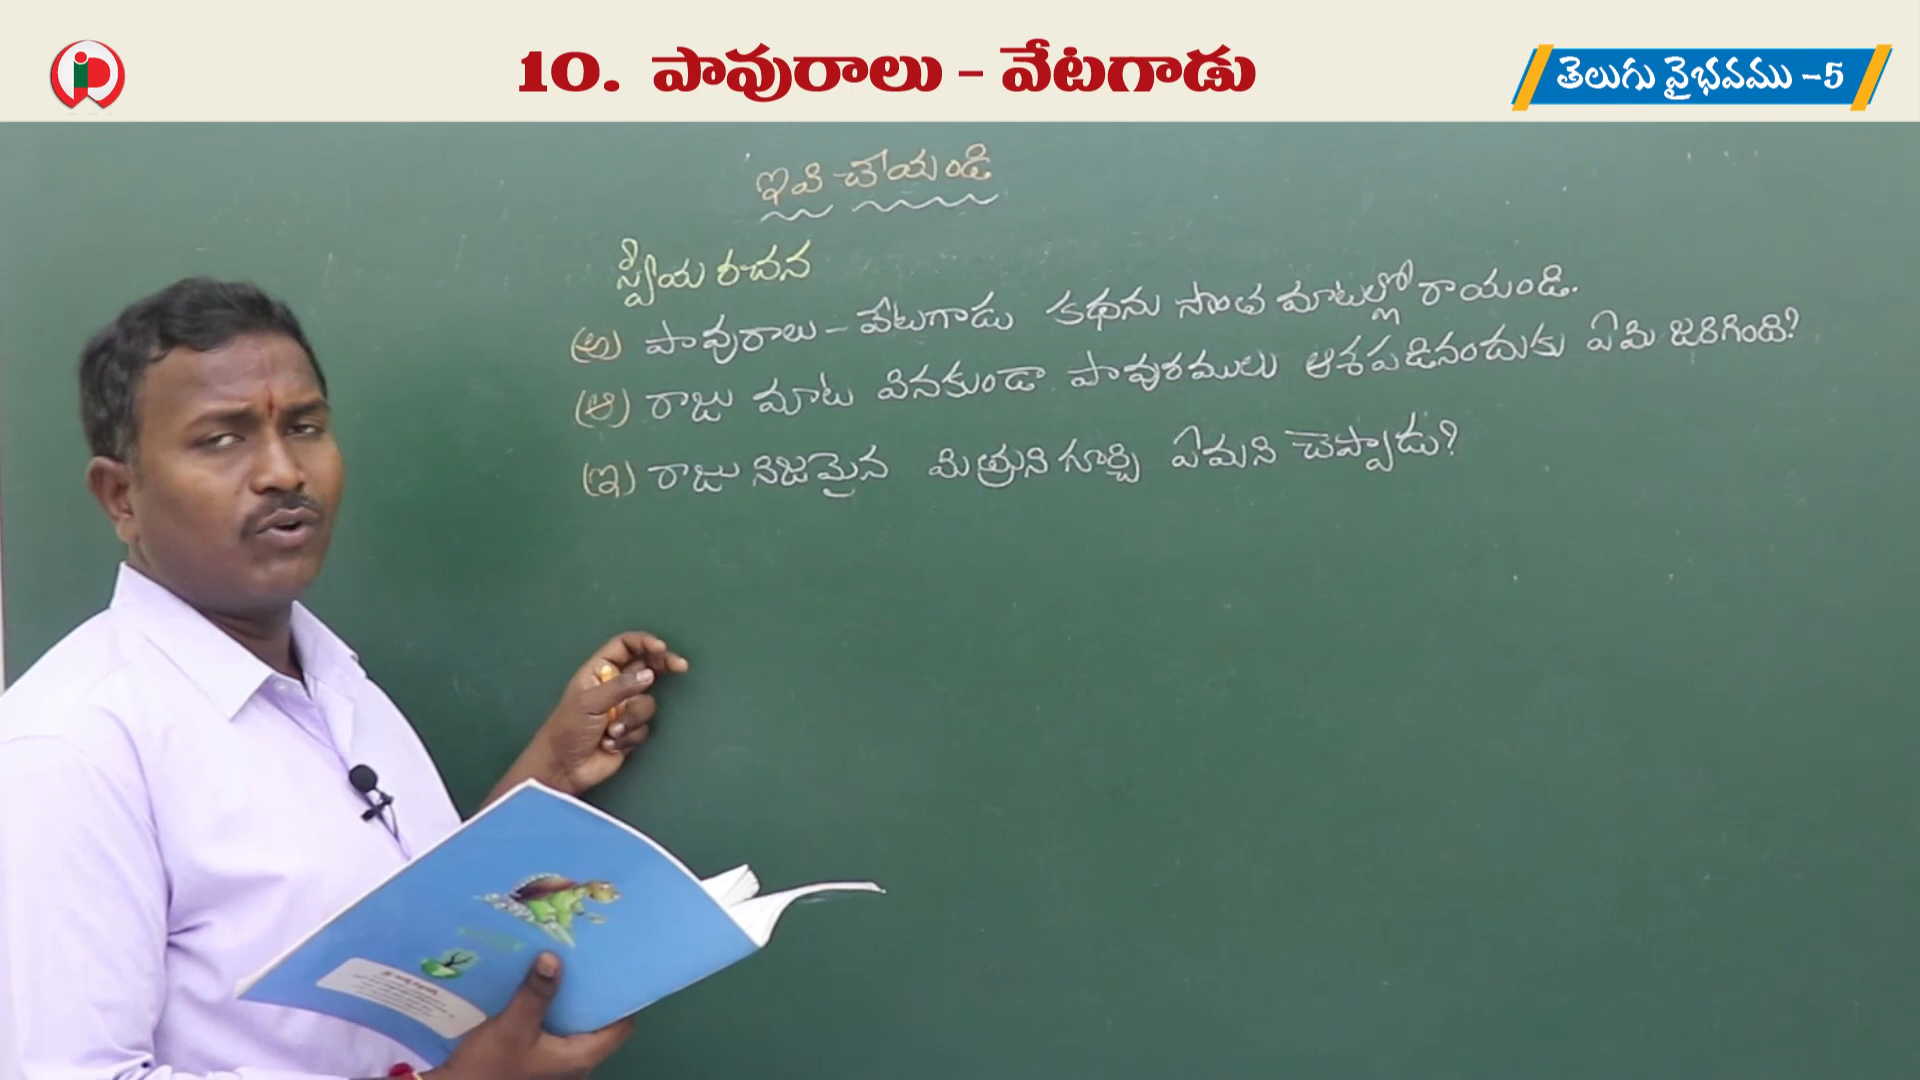 10. పావురాలు - వేటగాడు
తెలుగు వైభవము -5
ఇవి చేయండి
స్వీయ రచన
(అ) పావురాలు - వేటగాడు కథను సొంత మాటల్లో రాయండి.
(ఆ) రాజు మాట వినకుండా పావురములు ఆశపడినందుకు ఏమి జరిగింది?
(ఇ) రాజు నిజమైన మిత్రుని గూర్చి ఏమని చెప్పాడు?